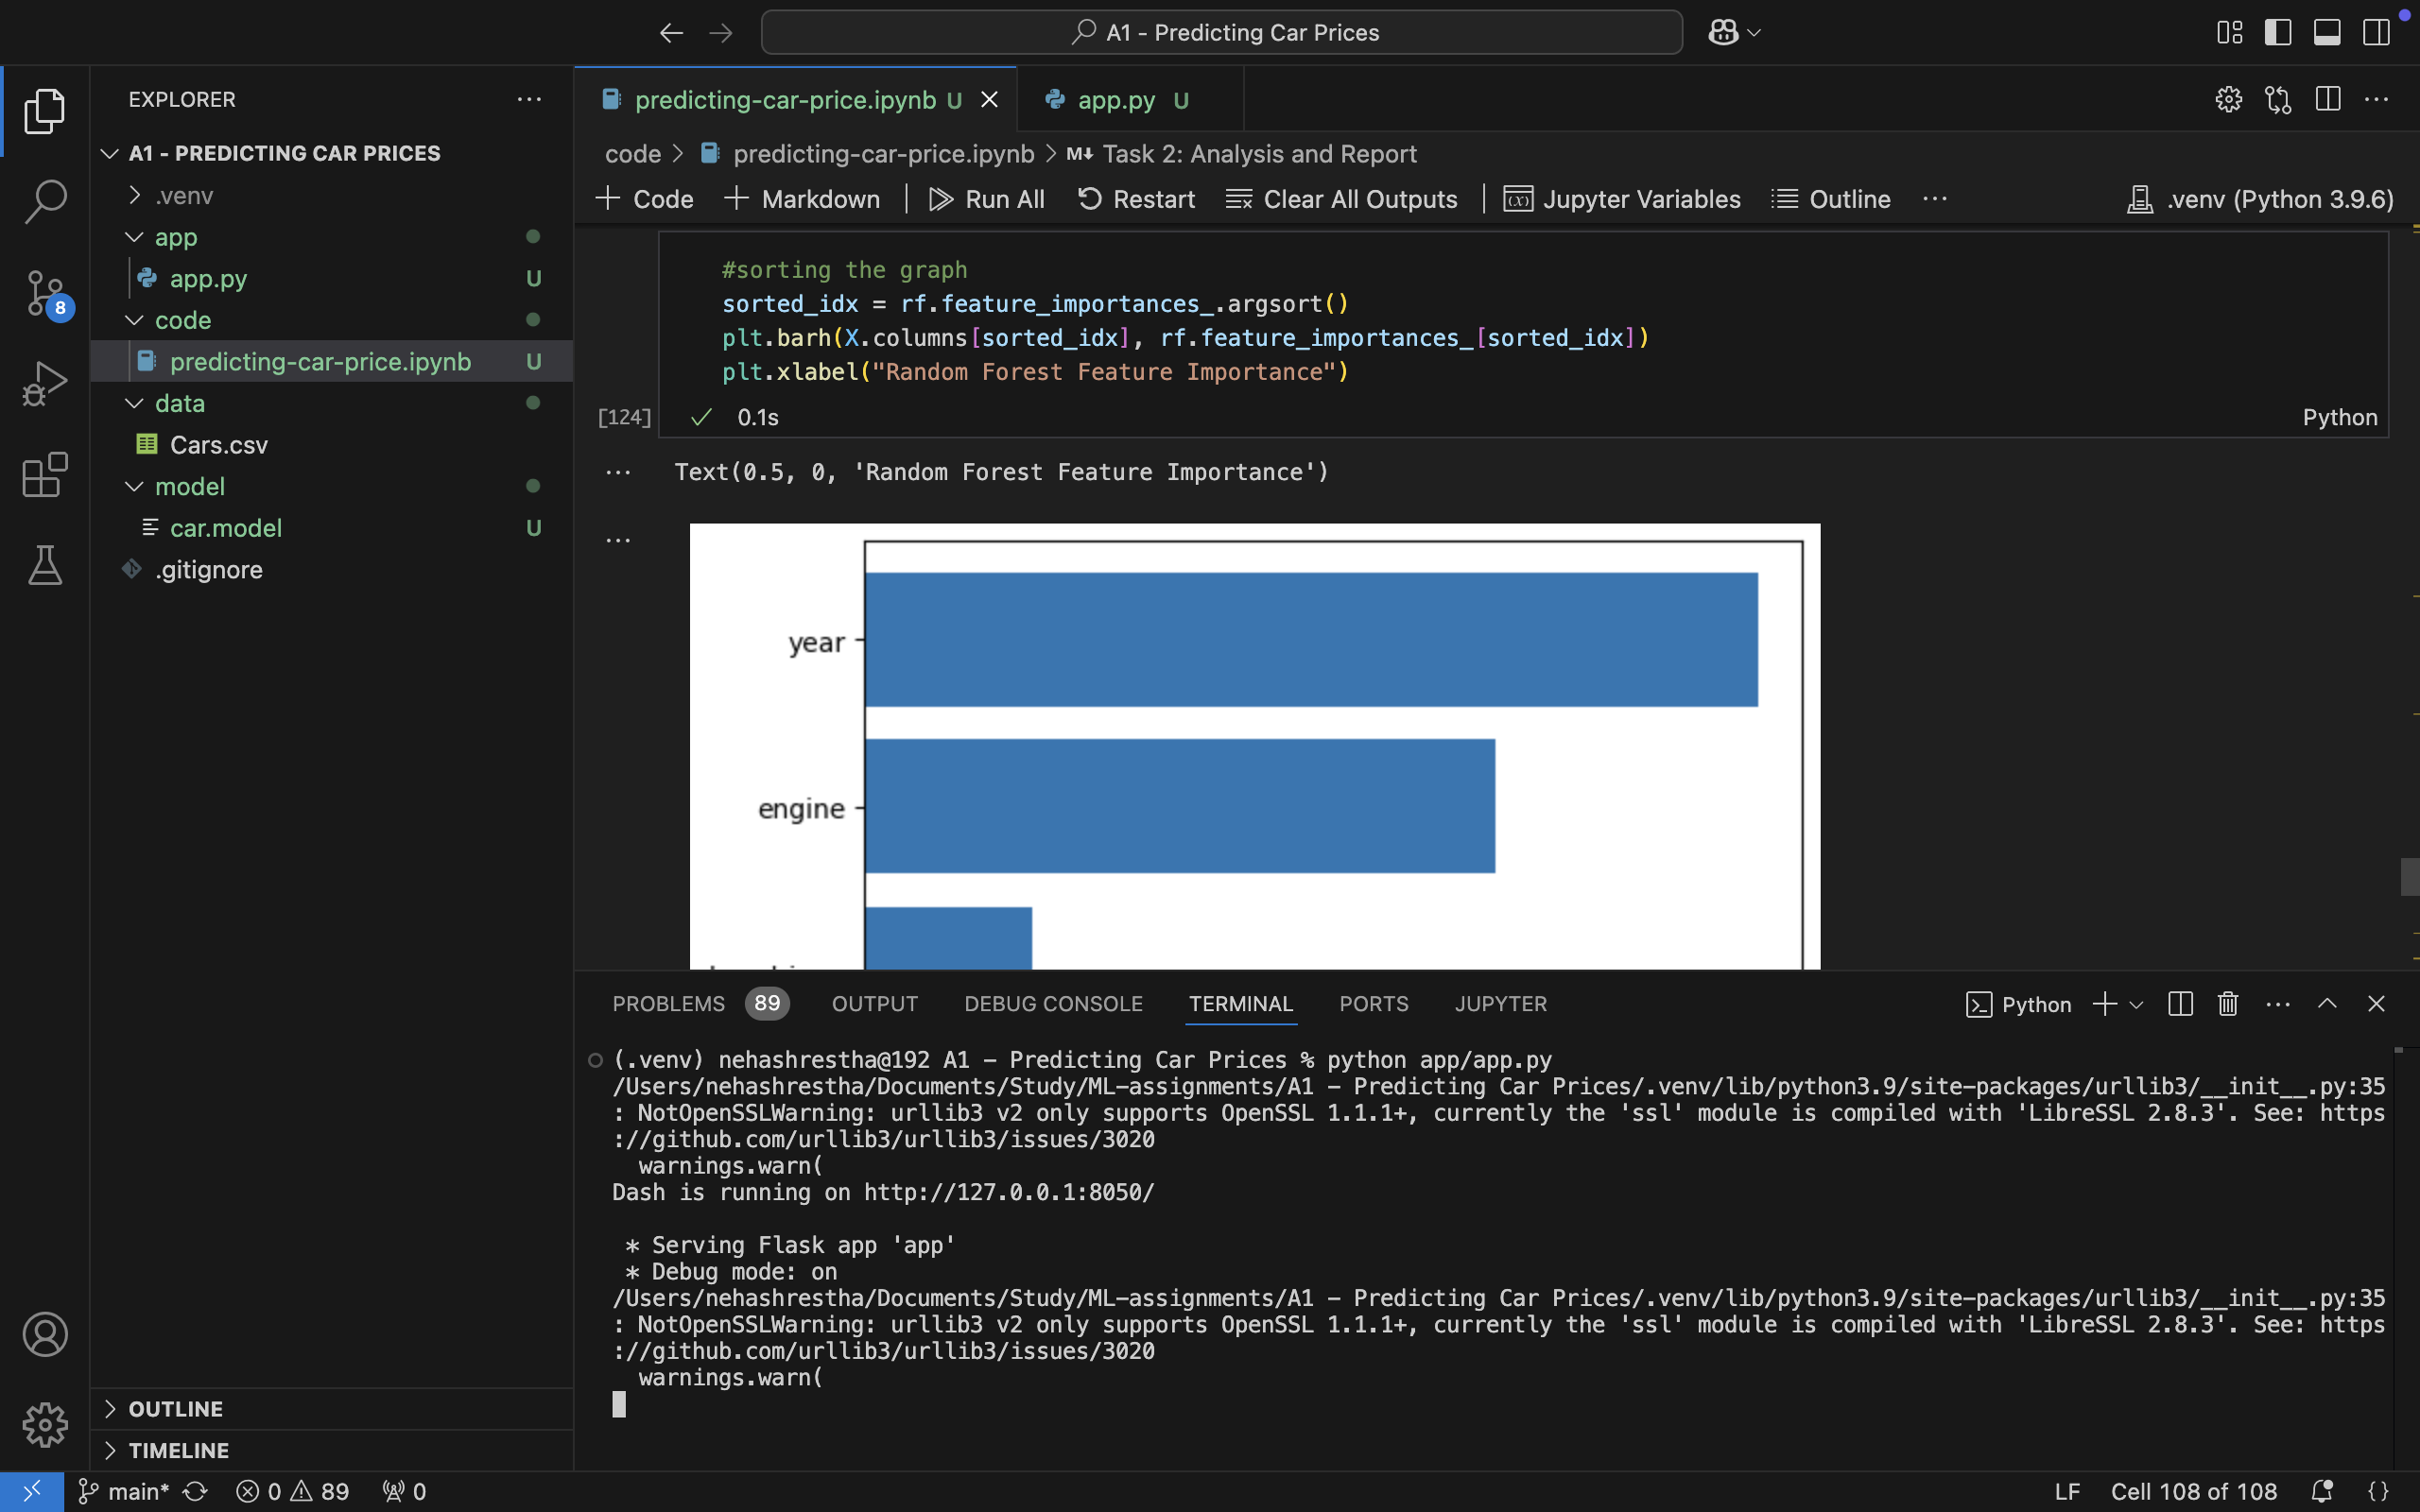 A1 - Predicting Car Prices
EXPLORER
A1 - PREDICTING CAR PRICES
.venv
app
app.py U
code
predicting-car-price.ipynb U
data
Cars.csv
model
car.model U
.gitignore
OUTLINE
TIMELINE
8
predicting-car-price.ipynb U
app.py U
code > predicting-car-price.ipynb > M↓ Task 2: Analysis and Report
+ Code + Markdown | Run All Restart Clear All Outputs | Jupyter Variables Outline ... .venv (Python 3.9.6)
#sorting the graph
sorted_idx = rf.feature_importances_.argsort()
plt.barh(X.columns[sorted_idx], rf.feature_importances_[sorted_idx])
plt.xlabel("Random Forest Feature Importance")
[124] 0.1s Python
Text(0.5, 0, 'Random Forest Feature Importance')
year
engine
PROBLEMS 89 OUTPUT DEBUG CONSOLE TERMINAL PORTS JUPYTER Python
(.venv) nehashrestha@192 A1 - Predicting Car Prices % python app/app.py
/Users/nehashrestha/Documents/Study/ML-assignments/A1 - Predicting Car Prices/.venv/lib/python3.9/site-packages/urllib3/__init__.py:35
: NotOpenSSLWarning: urllib3 v2 only supports OpenSSL 1.1.1+, currently the 'ssl' module is compiled with 'LibreSSL 2.8.3'. See: https
://github.com/urllib3/urllib3/issues/3020
warnings.warn(
Dash is running on http://127.0.0.1:8050/
* Serving Flask app 'app'
* Debug mode: on
/Users/nehashrestha/Documents/Study/ML-assignments/A1 - Predicting Car Prices/.venv/lib/python3.9/site-packages/urllib3/__init__.py:35
: NotOpenSSLWarning: urllib3 v2 only supports OpenSSL 1.1.1+, currently the 'ssl' module is compiled with 'LibreSSL 2.8.3'. See: https
://github.com/urllib3/urllib3/issues/3020
warnings.warn(
main* 0 89 0 LF Cell 108 of 108 {}